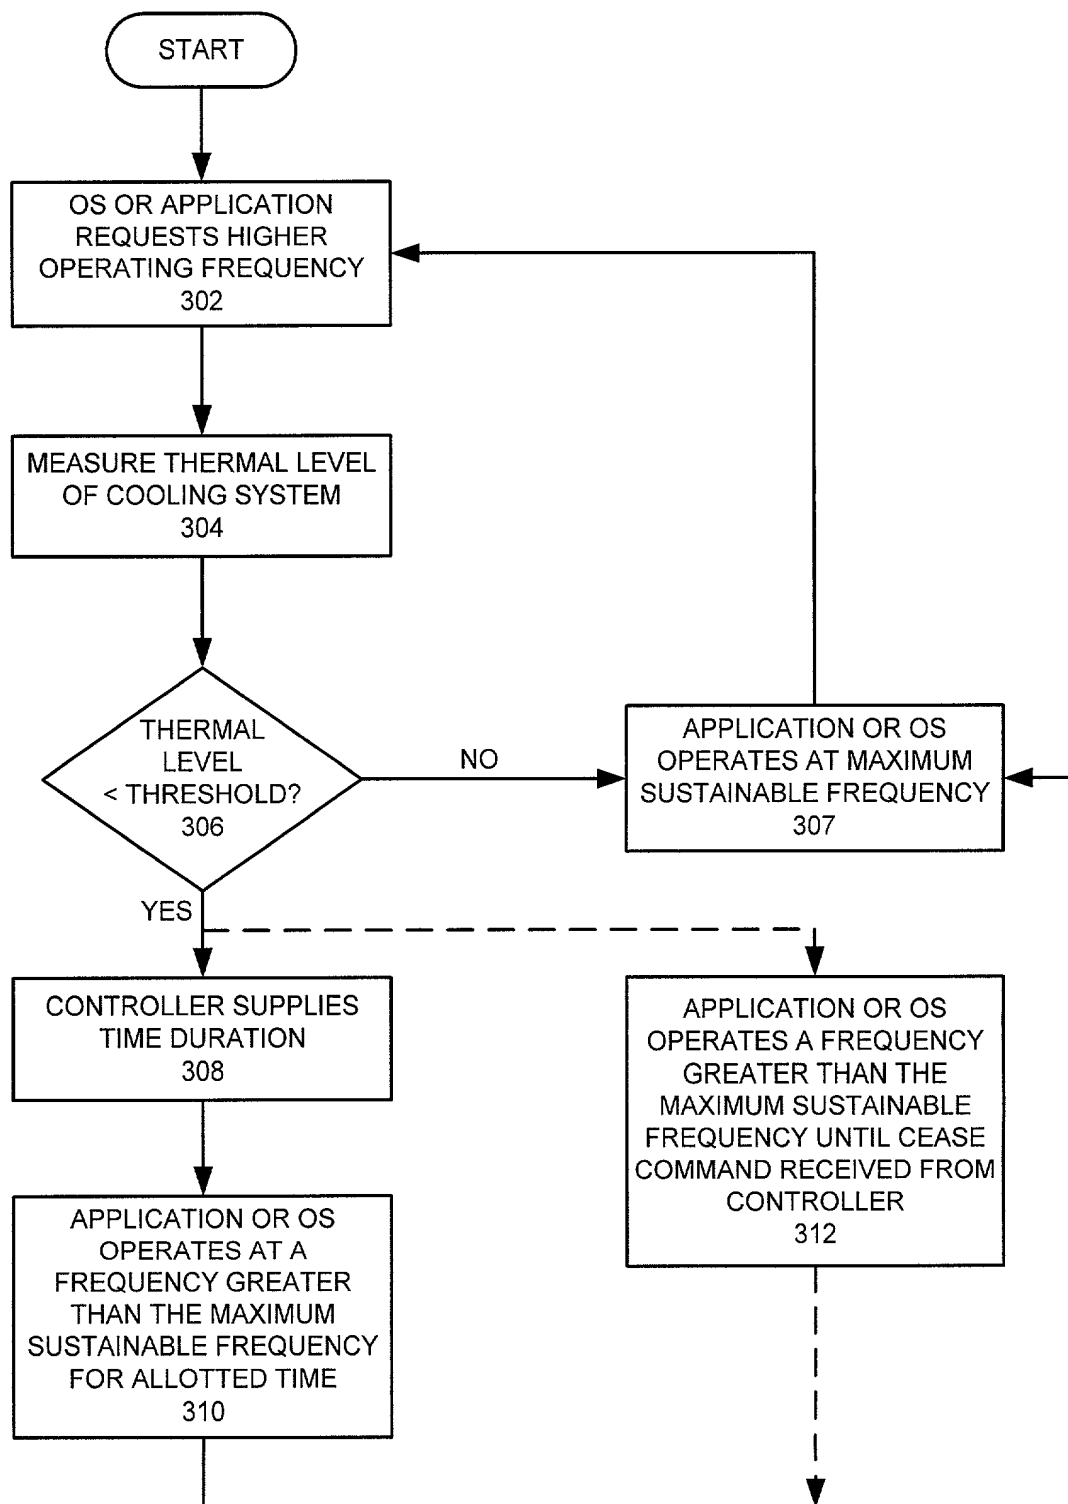 START
OS OR APPLICATION
REQUESTS HIGHER
OPERATING FREQUENCY
302
MEASURE THERMAL LEVEL
OF COOLING SYSTEM
304
THERMAL
LEVEL
< THRESHOLD?
306
NO
APPLICATION OR OS
OPERATES AT MAXIMUM
SUSTAINABLE FREQUENCY
307
YES
CONTROLLER SUPPLIES
TIME DURATION
308
APPLICATION OR OS
OPERATES A FREQUENCY
GREATER THAN THE
MAXIMUM SUSTAINABLE
FREQUENCY UNTIL CEASE
COMMAND RECEIVED FROM
CONTROLLER
312
APPLICATION OR OS
OPERATES AT A
FREQUENCY GREATER
THAN THE MAXIMUM
SUSTAINABLE FREQUENCY
FOR ALLOTTED TIME
310